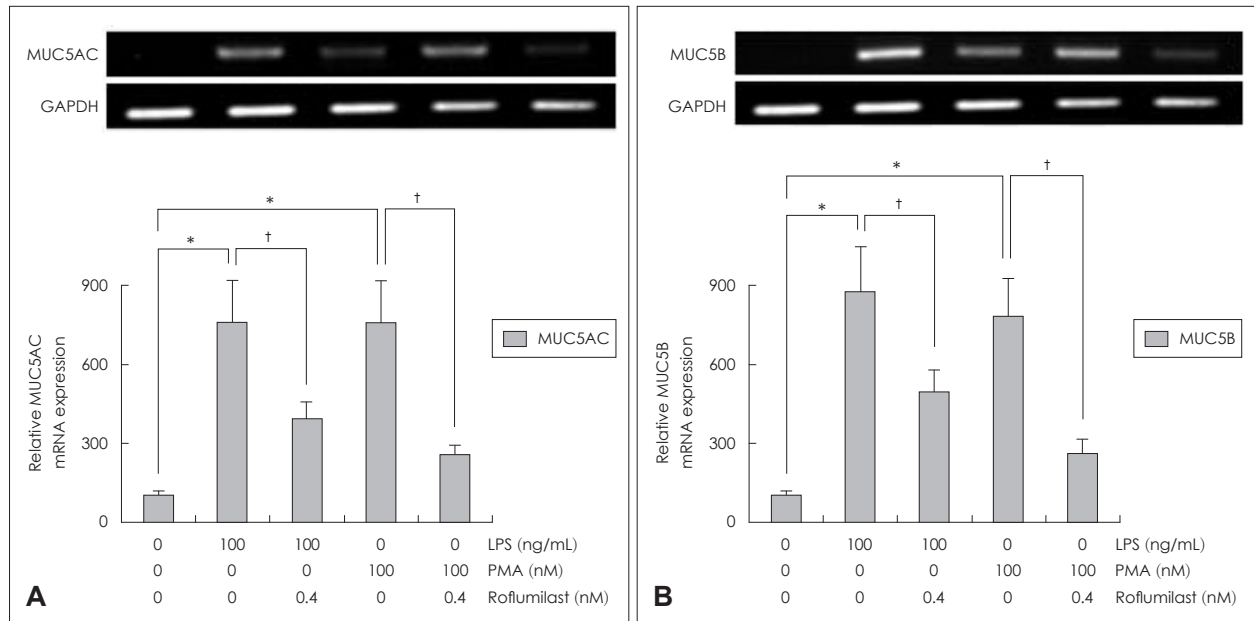 MUC5AC
GAPDH
* †
* †
900
600
300
0
Relative MUC5AC
mRNA expression
MUC5AC
0 100 100 0 0 LPS (ng/mL)
0 0 0 100 100 PMA (nM)
0 0 0.4 0 0.4 Roflumilast (nM)
A
MUC5B
GAPDH
* †
* †
900
600
300
0
Relative MUC5B
mRNA expression
MUC5B
0 100 100 0 0 LPS (ng/mL)
0 0 0 100 100 PMA (nM)
0 0 0.4 0 0.4 Roflumilast (nM)
B